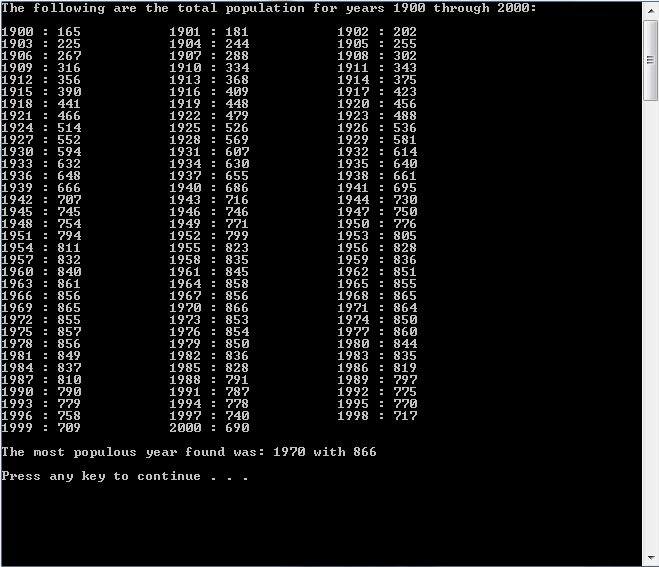 The following are the total population for years 1900 through 2000:
1900 : 165 1901 : 181 1902 : 202
1903 : 225 1904 : 244 1905 : 255
1906 : 267 1907 : 288 1908 : 302
1909 : 316 1910 : 334 1911 : 343
1912 : 356 1913 : 368 1914 : 375
1915 : 390 1916 : 409 1917 : 423
1918 : 441 1919 : 448 1920 : 456
1921 : 466 1922 : 479 1923 : 488
1924 : 514 1925 : 526 1926 : 536
1927 : 552 1928 : 569 1929 : 581
1930 : 594 1931 : 607 1932 : 614
1933 : 632 1934 : 630 1935 : 640
1936 : 648 1937 : 655 1938 : 661
1939 : 666 1940 : 686 1941 : 695
1942 : 707 1943 : 716 1944 : 730
1945 : 745 1946 : 746 1947 : 750
1948 : 754 1949 : 771 1950 : 776
1951 : 794 1952 : 799 1953 : 805
1954 : 811 1955 : 823 1956 : 828
1957 : 832 1958 : 835 1959 : 836
1960 : 840 1961 : 845 1962 : 851
1963 : 861 1964 : 858 1965 : 855
1966 : 856 1967 : 856 1968 : 865
1969 : 865 1970 : 866 1971 : 864
1972 : 855 1973 : 853 1974 : 850
1975 : 857 1976 : 854 1977 : 860
1978 : 856 1979 : 850 1980 : 844
1981 : 849 1982 : 836 1983 : 835
1984 : 837 1985 : 828 1986 : 819
1987 : 810 1988 : 791 1989 : 797
1990 : 790 1991 : 787 1992 : 775
1993 : 779 1994 : 778 1995 : 770
1996 : 758 1997 : 740 1998 : 717
1999 : 709 2000 : 690
The most populous year found was: 1970 with 866
Press any key to continue . . .